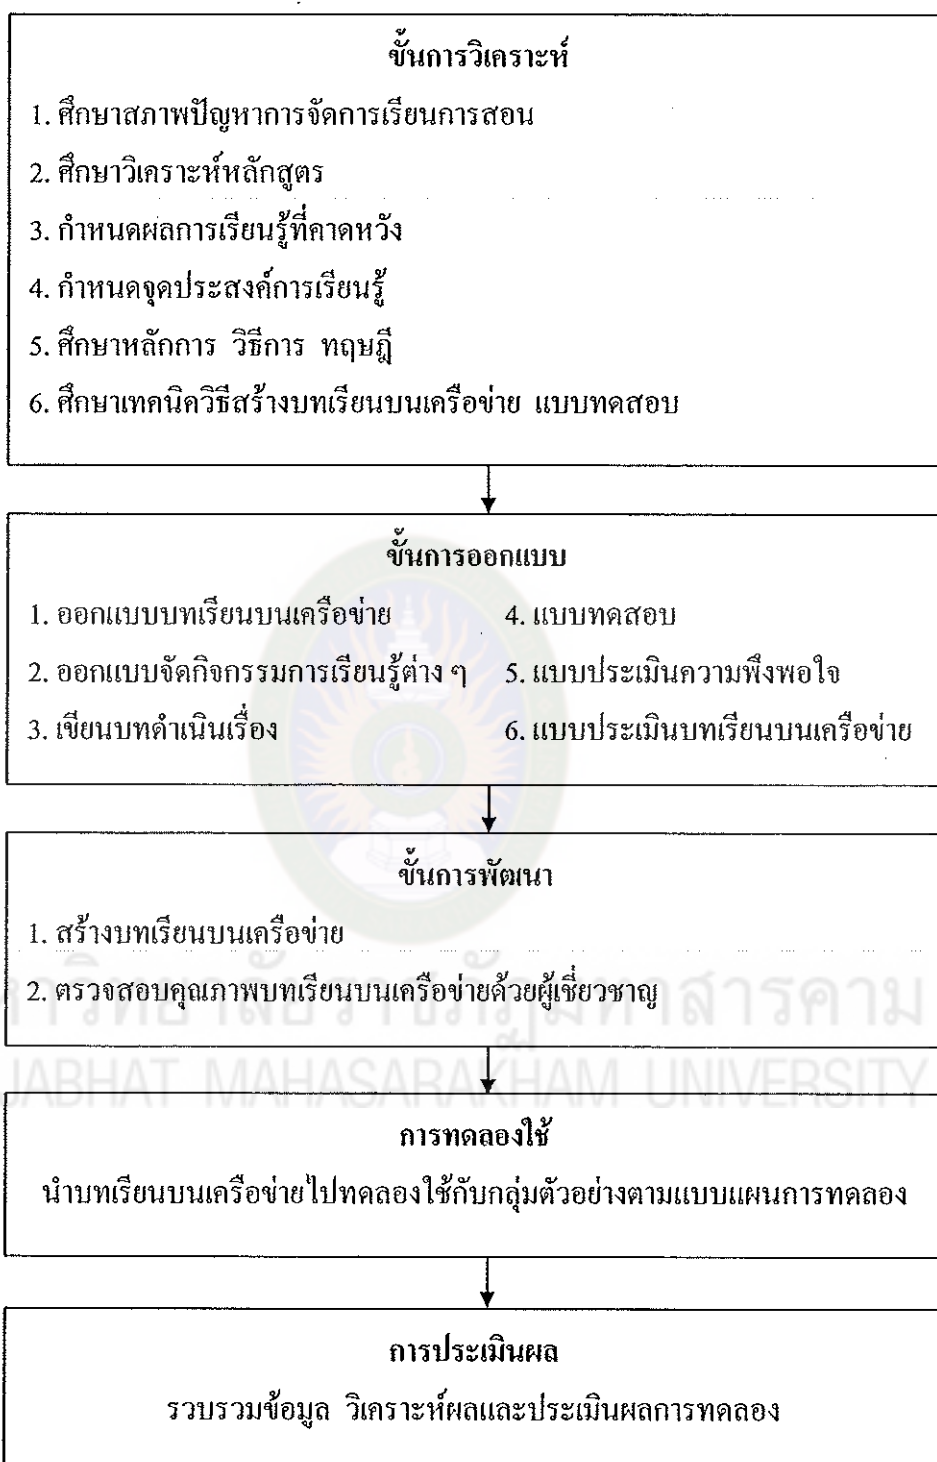 ขั้นการวิเคราะห์
1. ศึกษาสภาพปัญหาการจัดการเรียนการสอน
2. ศึกษาวิเคราะห์หลักสูตร
3. กำหนดผลการเรียนรู้ที่คาดหวัง
4. กำหนดจุดประสงค์การเรียนรู้
5. ศึกษาหลักการ วิธีการ ทฤษฎี
6. ศึกษาเทคนิควิธีสร้างบทเรียนบนเครือข่าย แบบทดสอบ
ขั้นการออกแบบ
1. ออกแบบบทเรียนบนเครือข่าย
2. ออกแบบจัดกิจกรรมการเรียนรู้ต่าง ๆ
3. เขียนบทดำเนินเรื่อง
4. แบบทดสอบ
5. แบบประเมินความพึงพอใจ
6. แบบประเมินบทเรียนบนเครือข่าย
ขั้นการพัฒนา
1. สร้างบทเรียนบนเครือข่าย
2. ตรวจสอบคุณภาพบทเรียนบนเครือข่ายด้วยผู้เชี่ยวชาญ
าวิทยาลัยราชภัฏมหาสารคาม
JABHAT MAHASARAKHAM UNIVERSITY
การทดลองใช้
นำบทเรียนบนเครือข่ายไปทดลองใช้กับกลุ่มตัวอย่างตามแบบแผนการทดลอง
การประเมินผล
รวบรวมข้อมูล วิเคราะห์ผลและประเมินผลการทดลอง